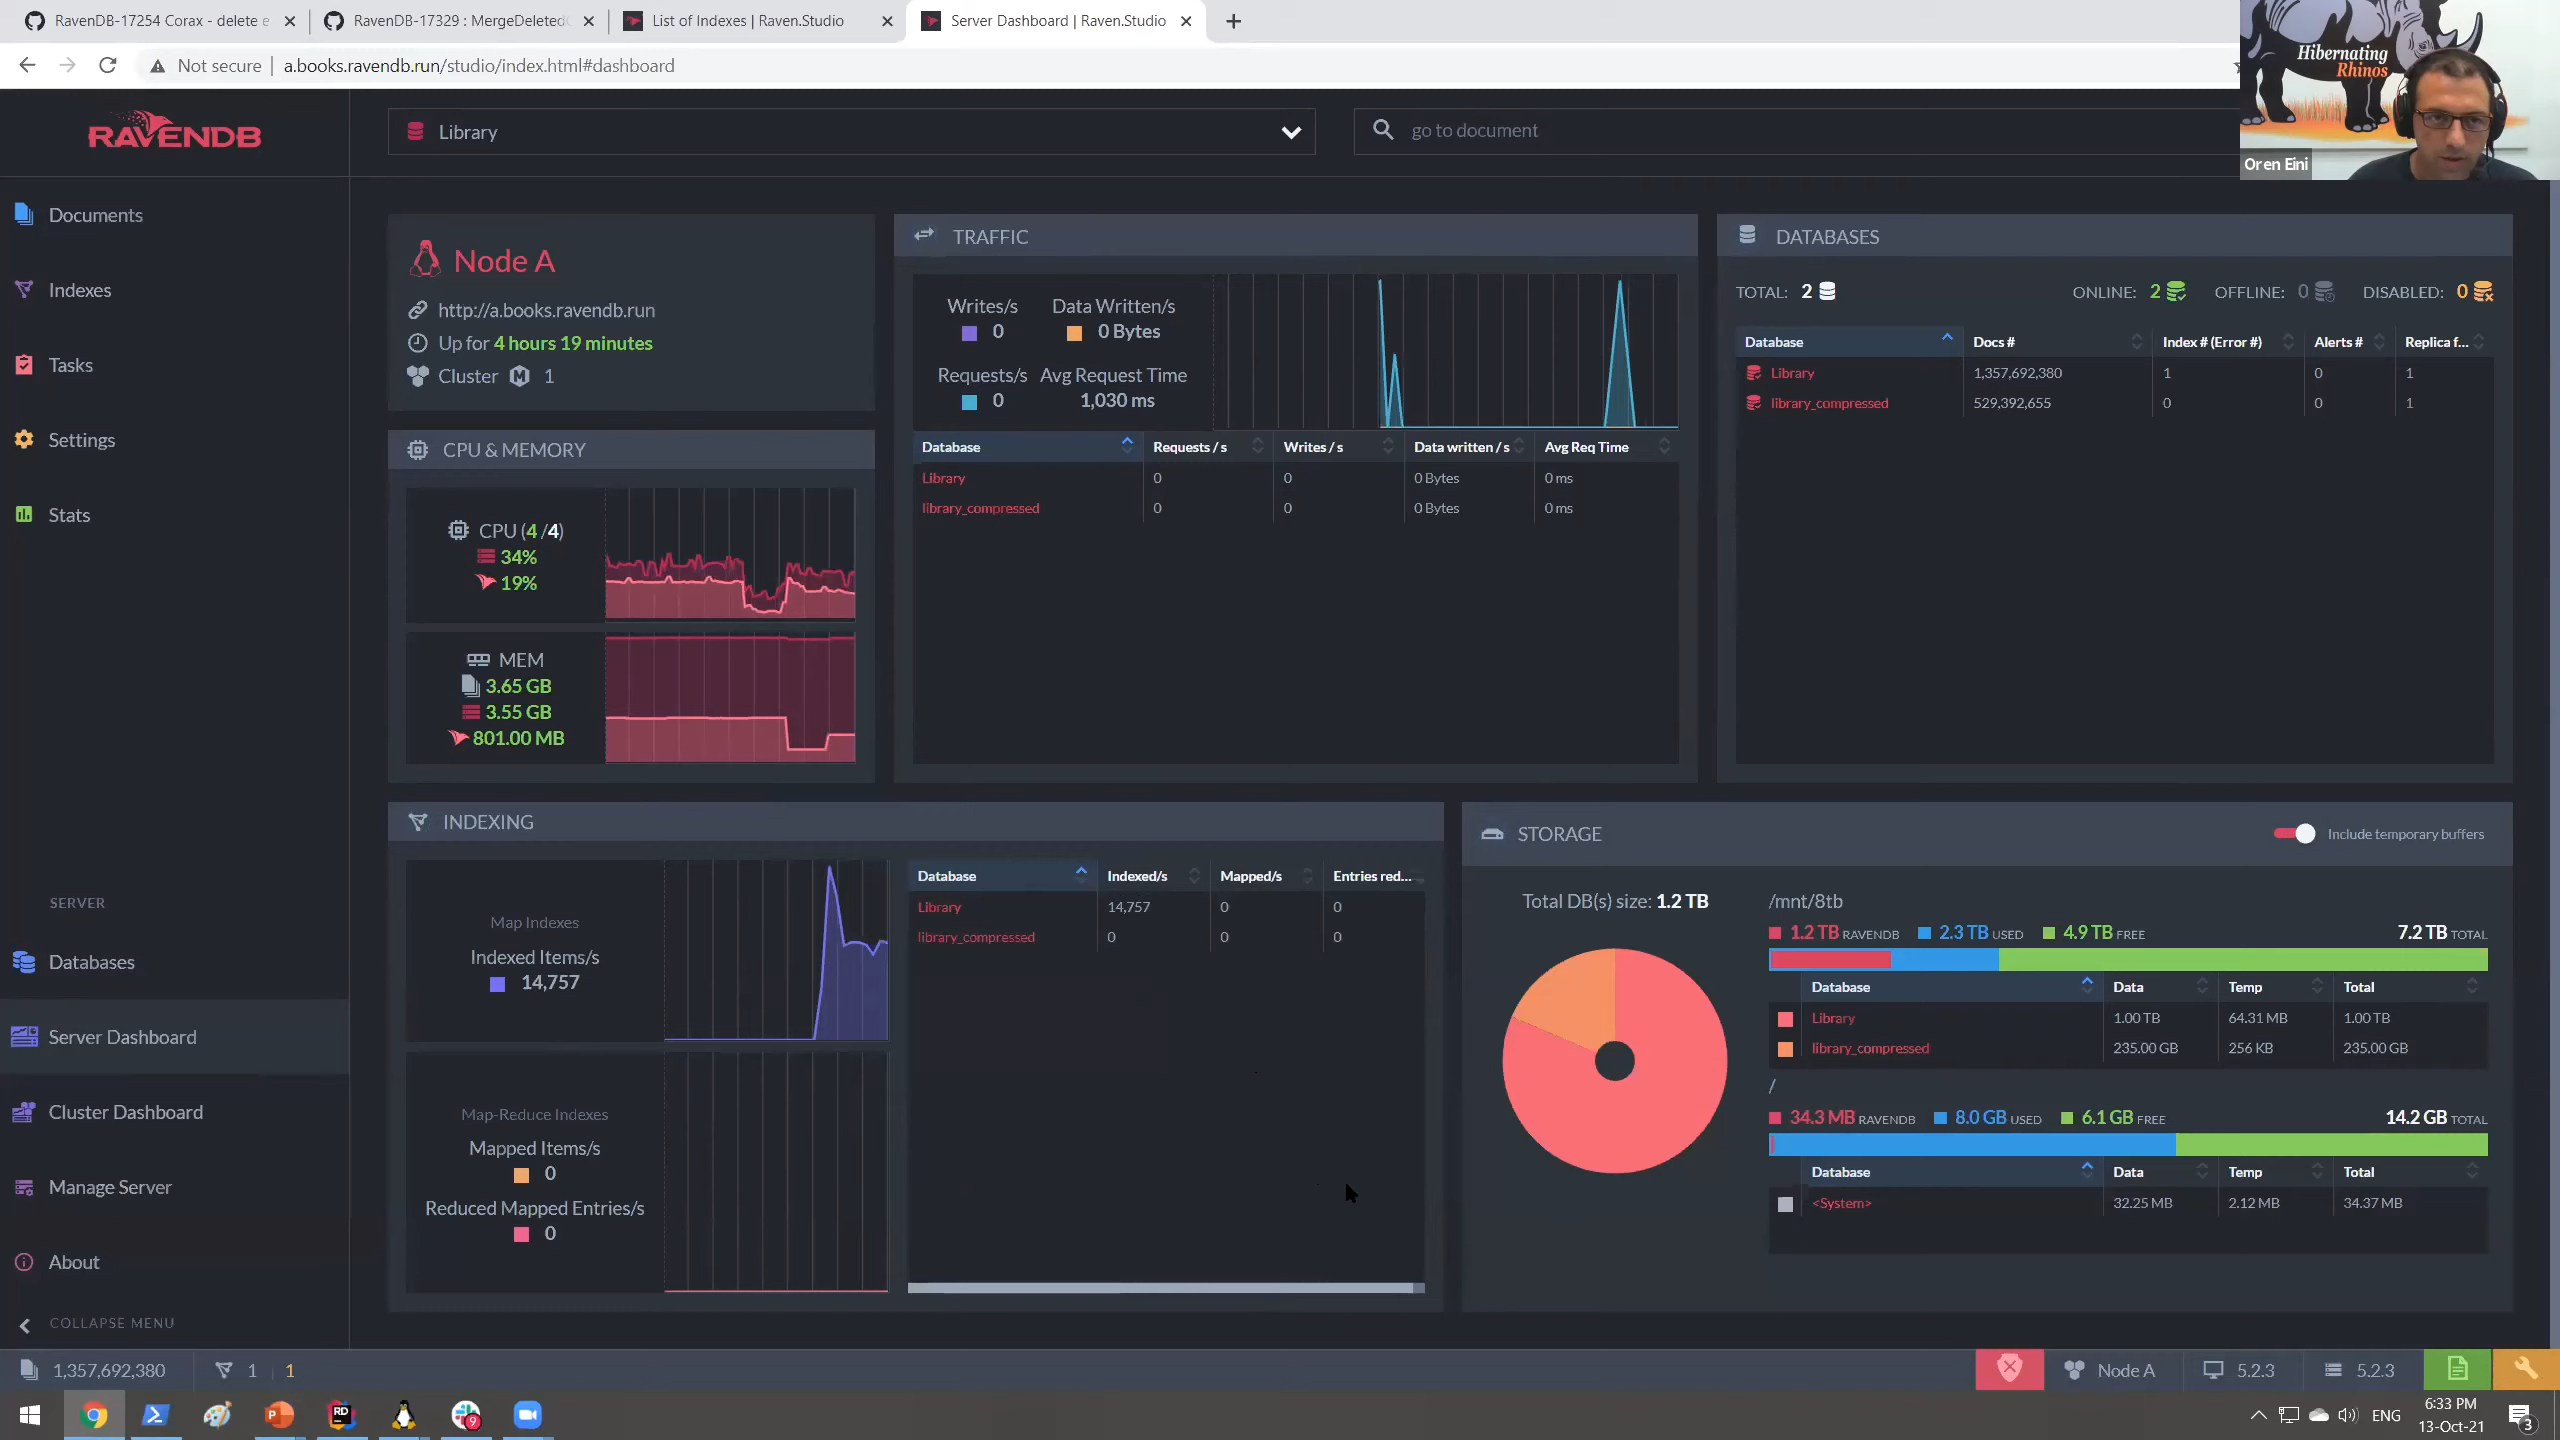 RavenDB-17254 Corax - delete e
RavenDB-17329 : MergeDeleted
List of Indexes | Raven.Studio
Server Dashboard | Raven.Studio
Not secure
a.books.ravendb.run/studio/index.html#dashboard
Hibernating
Rhinos
Oren Eini
RAVENDB
Library
go to document
Documents
Indexes
Tasks
Settings
Stats
SERVER
Databases
Server Dashboard
Cluster Dashboard
Manage Server
About
COLLAPSE MENU
Node A
http://a.books.ravendb.run
Up for 4 hours 19 minutes
Cluster M 1
CPU & MEMORY
CPU (4 /4)
34%
19%
MEM
3.65 GB
3.55 GB
801.00 MB
TRAFFIC
Writes/s Data Written/s
0 0 Bytes
Requests/s Avg Request Time
0 1,030 ms
Database Requests / s Writes / s Data written / s Avg Req Time
Library 0 0 0 Bytes 0 ms
library_compressed 0 0 0 Bytes 0 ms
DATABASES
TOTAL: 2 ONLINE: 2 OFFLINE: 0 DISABLED: 0
Database Docs # Index # (Error #) Alerts # Replica f...
Library 1,357,692,380 1 0 1
library_compressed 529,392,655 0 0 1
INDEXING
Map Indexes
Indexed Items/s
14,757
Map-Reduce Indexes
Mapped Items/s
0
Reduced Mapped Entries/s
0
Database Indexed/s Mapped/s Entries red...
Library 14,757 0 0
library_compressed 0 0 0
STORAGE
Include temporary buffers
Total DB(s) size: 1.2 TB
/mnt/8tb
1.2 TB RAVENDB 2.3 TB USED 4.9 TB FREE 7.2 TB TOTAL
Database Data Temp Total
Library 1.00 TB 64.31 MB 1.00 TB
library_compressed 235.00 GB 256 KB 235.00 GB
/
34.3 MB RAVENDB 8.0 GB USED 6.1 GB FREE 14.2 GB TOTAL
Database Data Temp Total
<System> 32.25 MB 2.12 MB 34.37 MB
1,357,692,380 1 1
Node A 5.2.3 5.2.3
RD
9
ENG
6:33 PM
13-Oct-21
3